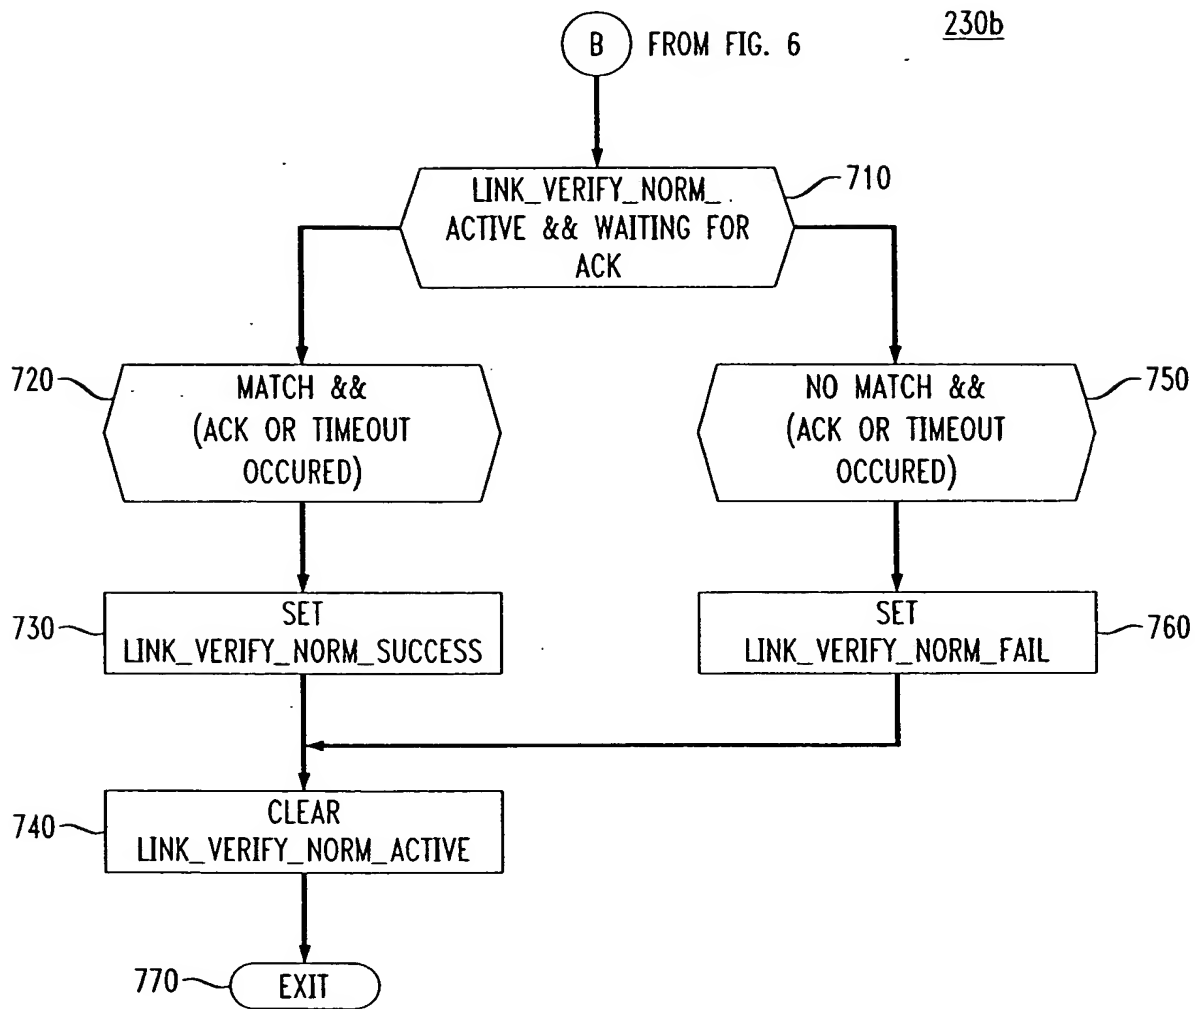 230b
B FROM FIG. 6
LINK_VERIFY_NORM_
ACTIVE && WAITING FOR
ACK
710
720
MATCH &&
(ACK OR TIMEOUT
OCCURED)
NO MATCH &&
(ACK OR TIMEOUT
OCCURED)
750
730
SET
LINK_VERIFY_NORM_SUCCESS
SET
LINK_VERIFY_NORM_FAIL
760
740
CLEAR
LINK_VERIFY_NORM_ACTIVE
770
EXIT